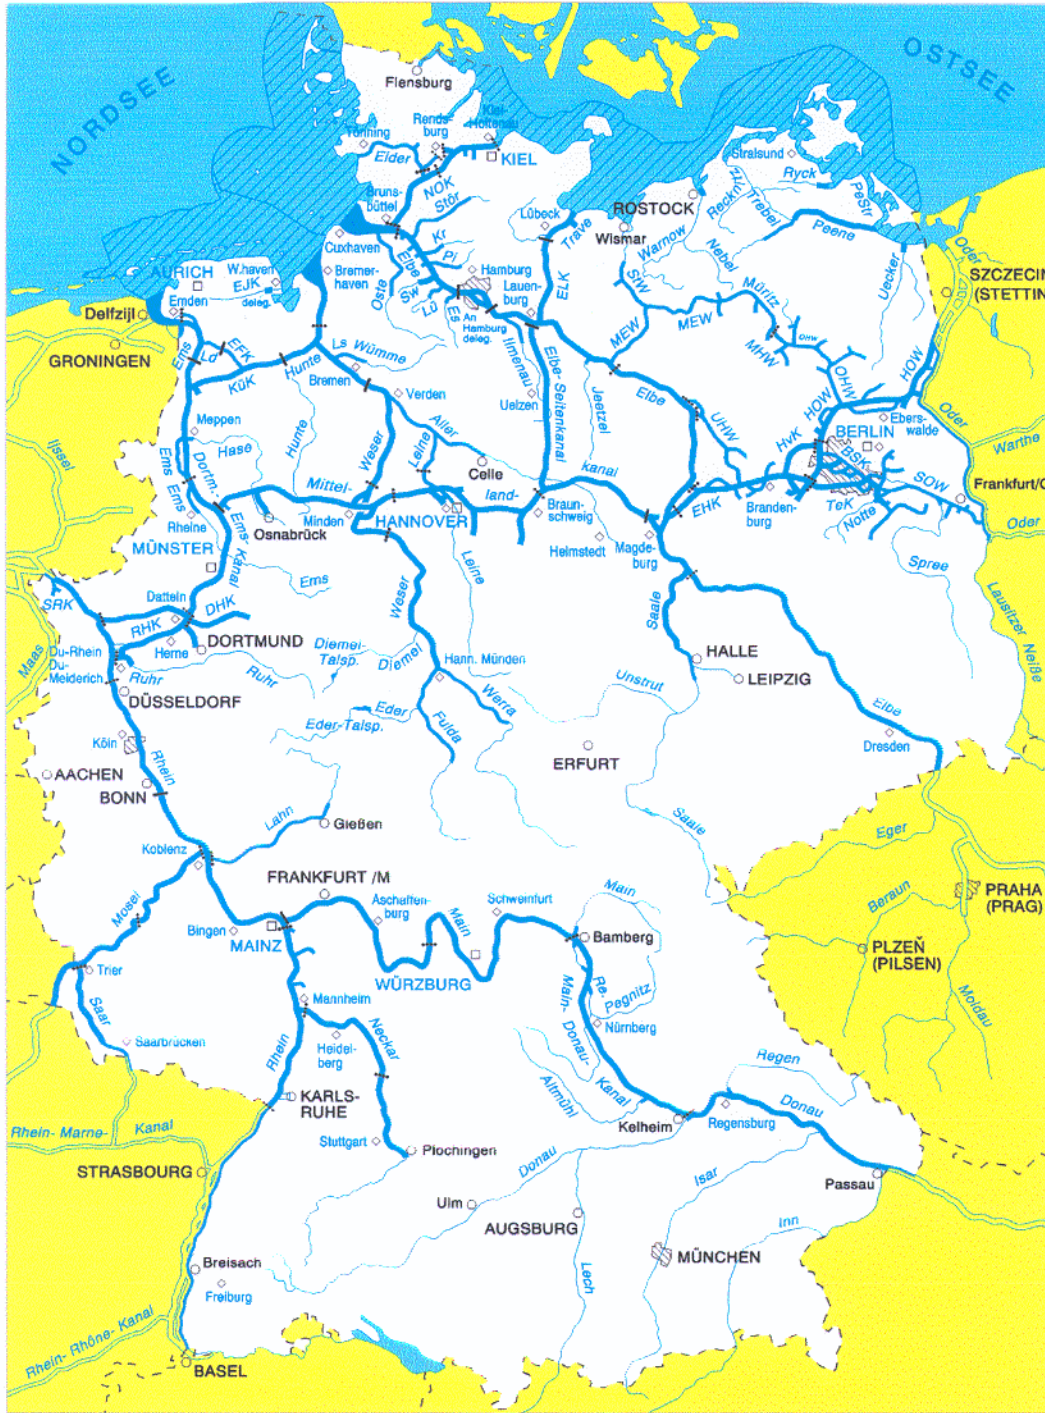 NORDSEE
OSTSEE
Flensburg
Kiel-
Holtenau
Rends-
burg
Tönning
Eider
KIEL
NOK
Stör
Bruns-
büttel
Stralsund
Ryck
Reckn.
Trebel
PeStr
ROSTOCK
Lübeck
Trave
Wismar
Warnow
Nebel
Peene
Uecker
Oder
SZCZECIN
(STETTIN
Cuxhaven
Kr
Pi
Elbe
Oste
Sw
Lü
Es
Hamburg
Lauen-
burg
An
Hamburg
deleg.
ELK
StW
Müritz
MEW
MEW
MHW
OHW
HOW
AURICH
W.haven
EJK
deleg.
Bremer-
haven
Emden
Delfzijl
GRONINGEN
Ems
Ld
EFK
KüK
Hunte
Ls
Wümme
Bremen
Verden
Ilmenau
Uelzen
Elbe-Seitenkanal
Jeetzel
Elbe
UHW
HvK
HOW
BERLIN
BSK
Ebers-
walde
Oder
Warthe
Meppen
Hase
Hunte
Weser
Aller
Leine
Celle
IJssel
Ems
Dortm.-
Ems
Rheine
Ems
Kanal
Mittel-
land-
kanal
Osnabrück
Minden
HANNOVER
Braun-
schweig
Helmstedt
Magde-
burg
EHK
Branden-
burg
TeK
Notte
SOW
Frankfurt/O
Oder
MÜNSTER
Ems
Leine
Spree
Lausitzer Neiße
SRK
Datteln
DHK
RHK
Herne
DORTMUND
Maas
Du-Rhein
Du-
Meiderich
Ruhr
Ruhr
DÜSSELDORF
Weser
Diemel-
Talsp.
Diemel
Hann. Münden
Eder
Eder-Talsp.
Fulda
Werra
Saale
HALLE
LEIPZIG
Unstrut
Elbe
Dresden
Köln
Rhein
AACHEN
BONN
ERFURT
Saale
Lahn
Gießen
Koblenz
Eger
Beraun
PRAHA
(PRAG)
PLZEŇ
(PILSEN)
Moldau
FRANKFURT /M
Aschaffen-
burg
Schweinfurt
Main
Main
Mosel
Bingen
MAINZ
WÜRZBURG
Bamberg
Trier
Saar
Saarbrücken
Mannheim
Neckar
Heidel-
berg
Rhein
Re.
Pegnitz
Nürnberg
Main-
Donau-
Kanal
Altmühl
Regen
Donau
KARLS-
RUHE
Rhein- Marne-
Kanal
Stuttgart
Plochingen
Kelheim
Regensburg
STRASBOURG
Donau
Ulm
AUGSBURG
Isar
Passau
Inn
MÜNCHEN
Lech
Breisach
Freiburg
Rhein- Rhône- Kanal
BASEL